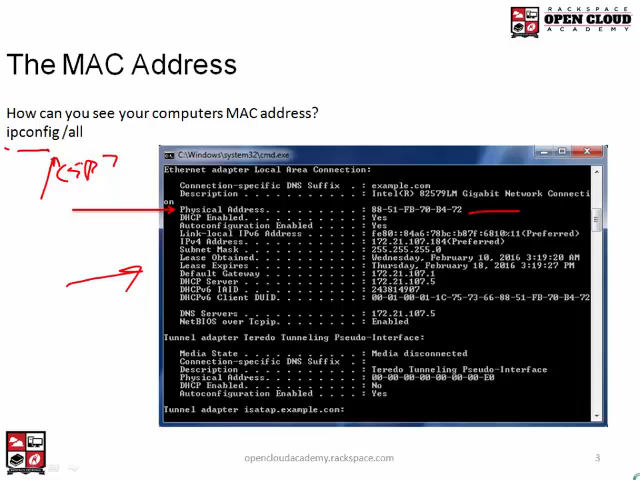 RACKSPACE
OPEN CLOUD
ACADEMY
The MAC Address
How can you see your computers MAC address?
ipconfig /all
C:\Windows\system32\cmd.exe
Ethernet adapter Local Area Connection:
Connection-specific DNS Suffix . : example.com
Description . . . . . . . . . . . : Intel(R) 82579LM Gigabit Network Connecti
on
Physical Address. . . . . . . . . : 88-51-FB-70-B4-72
DHCP Enabled. . . . . . . . . . . : Yes
Autoconfiguration Enabled . . . . : Yes
Link-local IPv6 Address . . . . . : fe80::84a6:78bc:b87f:6810%11(Preferred)
IPv4 Address. . . . . . . . . . . : 172.21.107.184(Preferred)
Subnet Mask . . . . . . . . . . . : 255.255.255.0
Lease Obtained. . . . . . . . . . : Wednesday, February 10, 2016 3:19:20 AM
Lease Expires . . . . . . . . . . : Thursday, February 18, 2016 3:19:27 PM
Default Gateway . . . . . . . . . : 172.21.107.1
DHCP Server . . . . . . . . . . . : 172.21.107.5
DHCPv6 IAID . . . . . . . . . . . : 243814907
DHCPv6 Client DUID. . . . . . . . : 00-01-00-01-1C-75-73-66-88-51-FB-70-B4-72
DNS Servers . . . . . . . . . . . : 172.21.107.5
NetBIOS over Tcpip. . . . . . . . : Enabled
Tunnel adapter Teredo Tunneling Pseudo-Interface:
Media State . . . . . . . . . . . : Media disconnected
Connection-specific DNS Suffix . :
Description . . . . . . . . . . . : Teredo Tunneling Pseudo-Interface
Physical Address. . . . . . . . . : 00-00-00-00-00-00-00-E0
DHCP Enabled. . . . . . . . . . . : No
Autoconfiguration Enabled . . . . : Yes
Tunnel adapter isatap.example.com:
opencloudacademy.rackspace.com
3